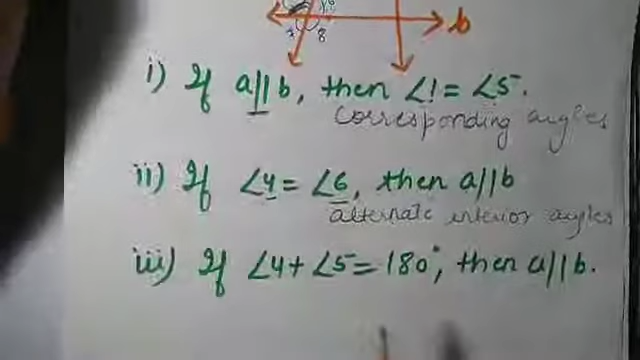 b
8
i) If a||b, then ∠1 = ∠5.
corresponding angles
ii) If ∠4 = ∠6, then a||b
alternate interior angles
iii) If ∠4 + ∠5 = 180°, then a||b.